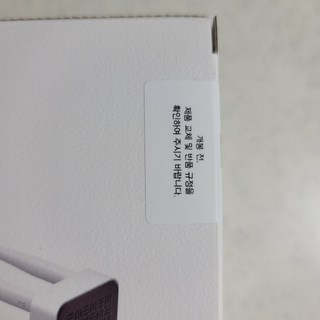 개봉 전,
제품 교체 및 반품 규정을
확인하여 주시기 바랍니다.